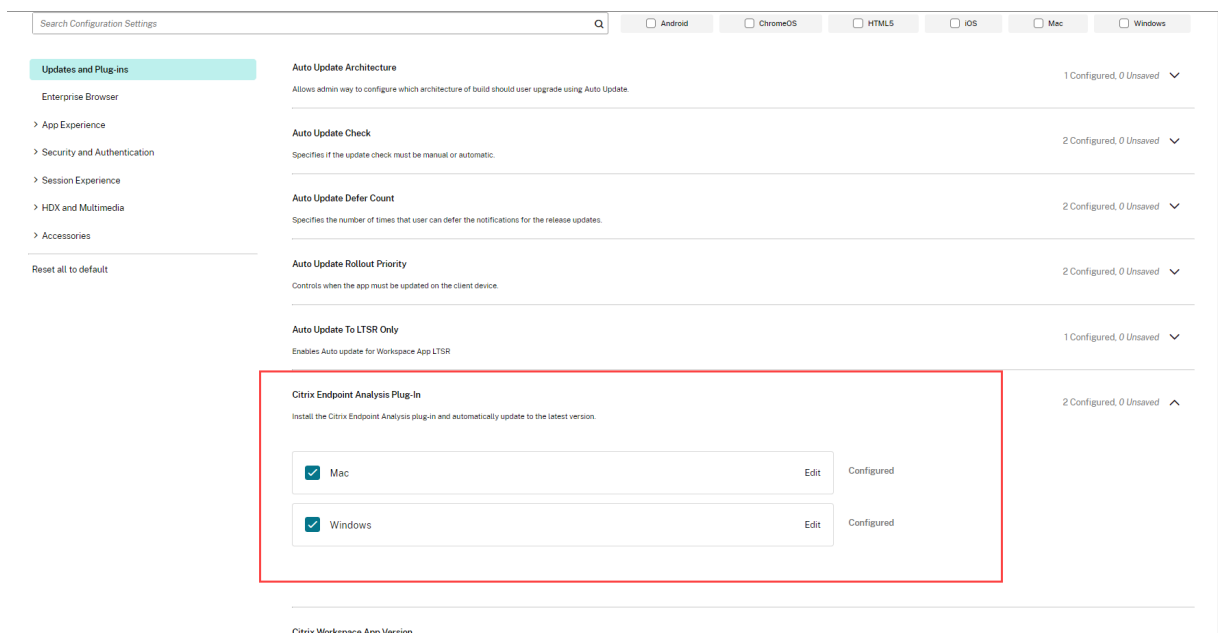 Search Configuration Settings
Android
ChromeOS
HTML5
iOS
Mac
Windows
Updates and Plug-ins
Enterprise Browser
App Experience
Security and Authentication
Session Experience
HDX and Multimedia
Accessories
Reset all to default
Auto Update Architecture
1 Configured, 0 Unsaved
Allows admin way to configure which architecture of build should user upgrade using Auto Update.
Auto Update Check
2 Configured, 0 Unsaved
Specifies if the update check must be manual or automatic.
Auto Update Defer Count
2 Configured, 0 Unsaved
Specifies the number of times that user can defer the notifications for the release updates.
Auto Update Rollout Priority
2 Configured, 0 Unsaved
Controls when the app must be updated on the client device.
Auto Update To LTSR Only
1 Configured, 0 Unsaved
Enables Auto update for Workspace App LTSR
Citrix Endpoint Analysis Plug-In
2 Configured, 0 Unsaved
Install the Citrix Endpoint Analysis plug-in and automatically update to the latest version.
Mac Edit Configured
Windows Edit Configured
Citrix Workspace App Version